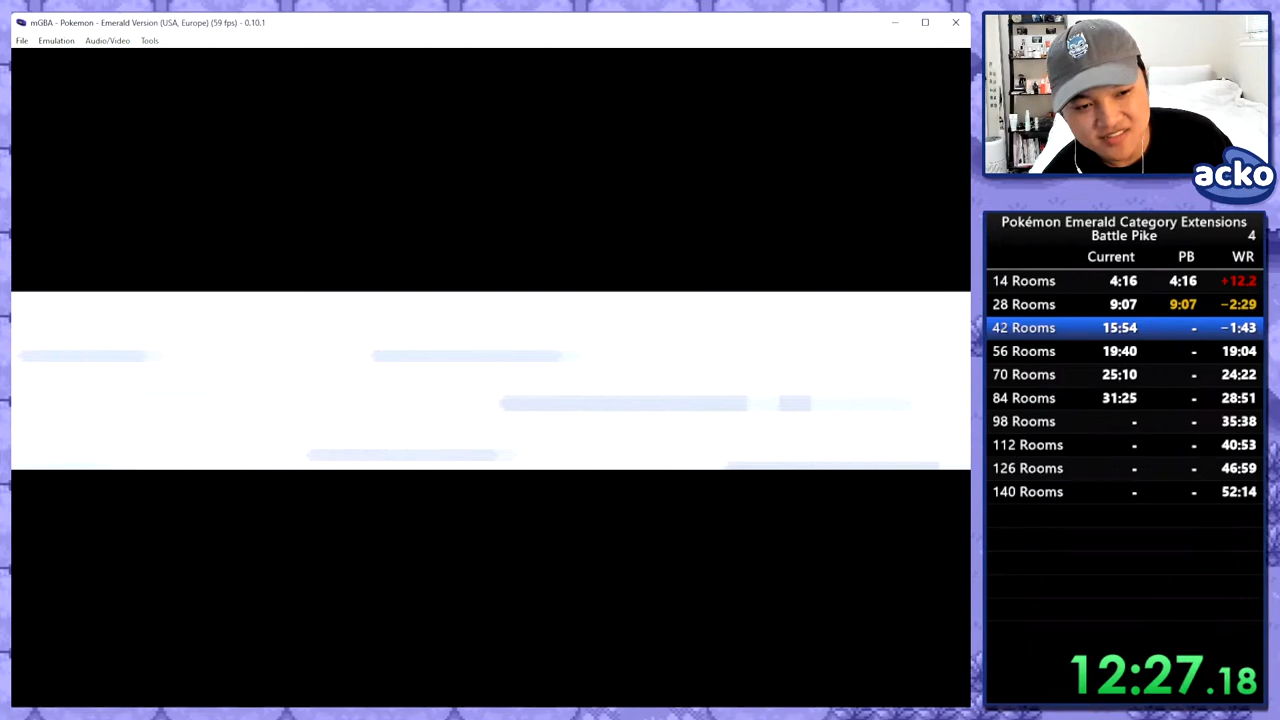 mGBA - Pokemon - Emerald Version (USA, Europe) (59 fps) - 0.10.1
File Emulation Audio/Video Tools
acko
Pokémon Emerald Category Extensions
Battle Pike 4
Current PB WR
14 Rooms 4:16 4:16 +12.2
28 Rooms 9:07 9:07 −2:29
42 Rooms 15:54 - −1:43
56 Rooms 19:40 - 19:04
70 Rooms 25:10 - 24:22
84 Rooms 31:25 - 28:51
98 Rooms - - 35:38
112 Rooms - - 40:53
126 Rooms - - 46:59
140 Rooms - - 52:14
12:27.18